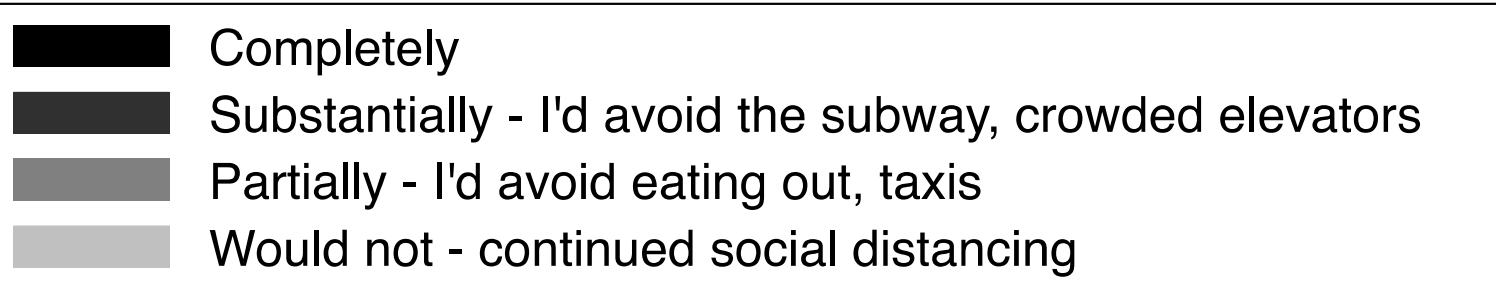 Completely
Substantially - I'd avoid the subway, crowded elevators
Partially - I'd avoid eating out, taxis
Would not - continued social distancing